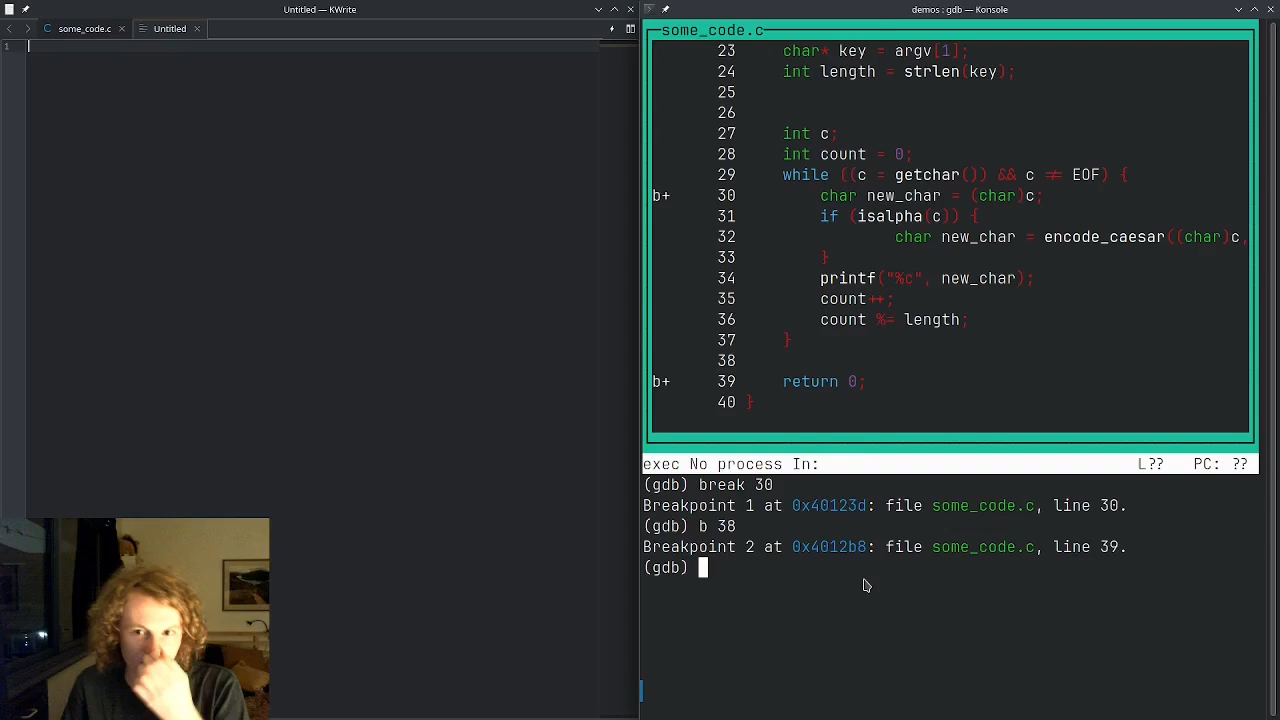 Untitled — KWrite
some_code.c
Untitled
1
demos : gdb — Konsole
some_code.c
23 char* key = argv[1];
24 int length = strlen(key);
25
26
27 int c;
28 int count = 0;
29 while ((c = getchar()) && c != EOF) {
b+ 30 char new_char = (char)c;
31 if (isalpha(c)) {
32 char new_char = encode_caesar((char)c,
33 }
34 printf("%c", new_char);
35 count++;
36 count %= length;
37 }
38
b+ 39 return 0;
40 }
exec No process In: L?? PC: ??
(gdb) break 30
Breakpoint 1 at 0x40123d: file some_code.c, line 30.
(gdb) b 38
Breakpoint 2 at 0x4012b8: file some_code.c, line 39.
(gdb)